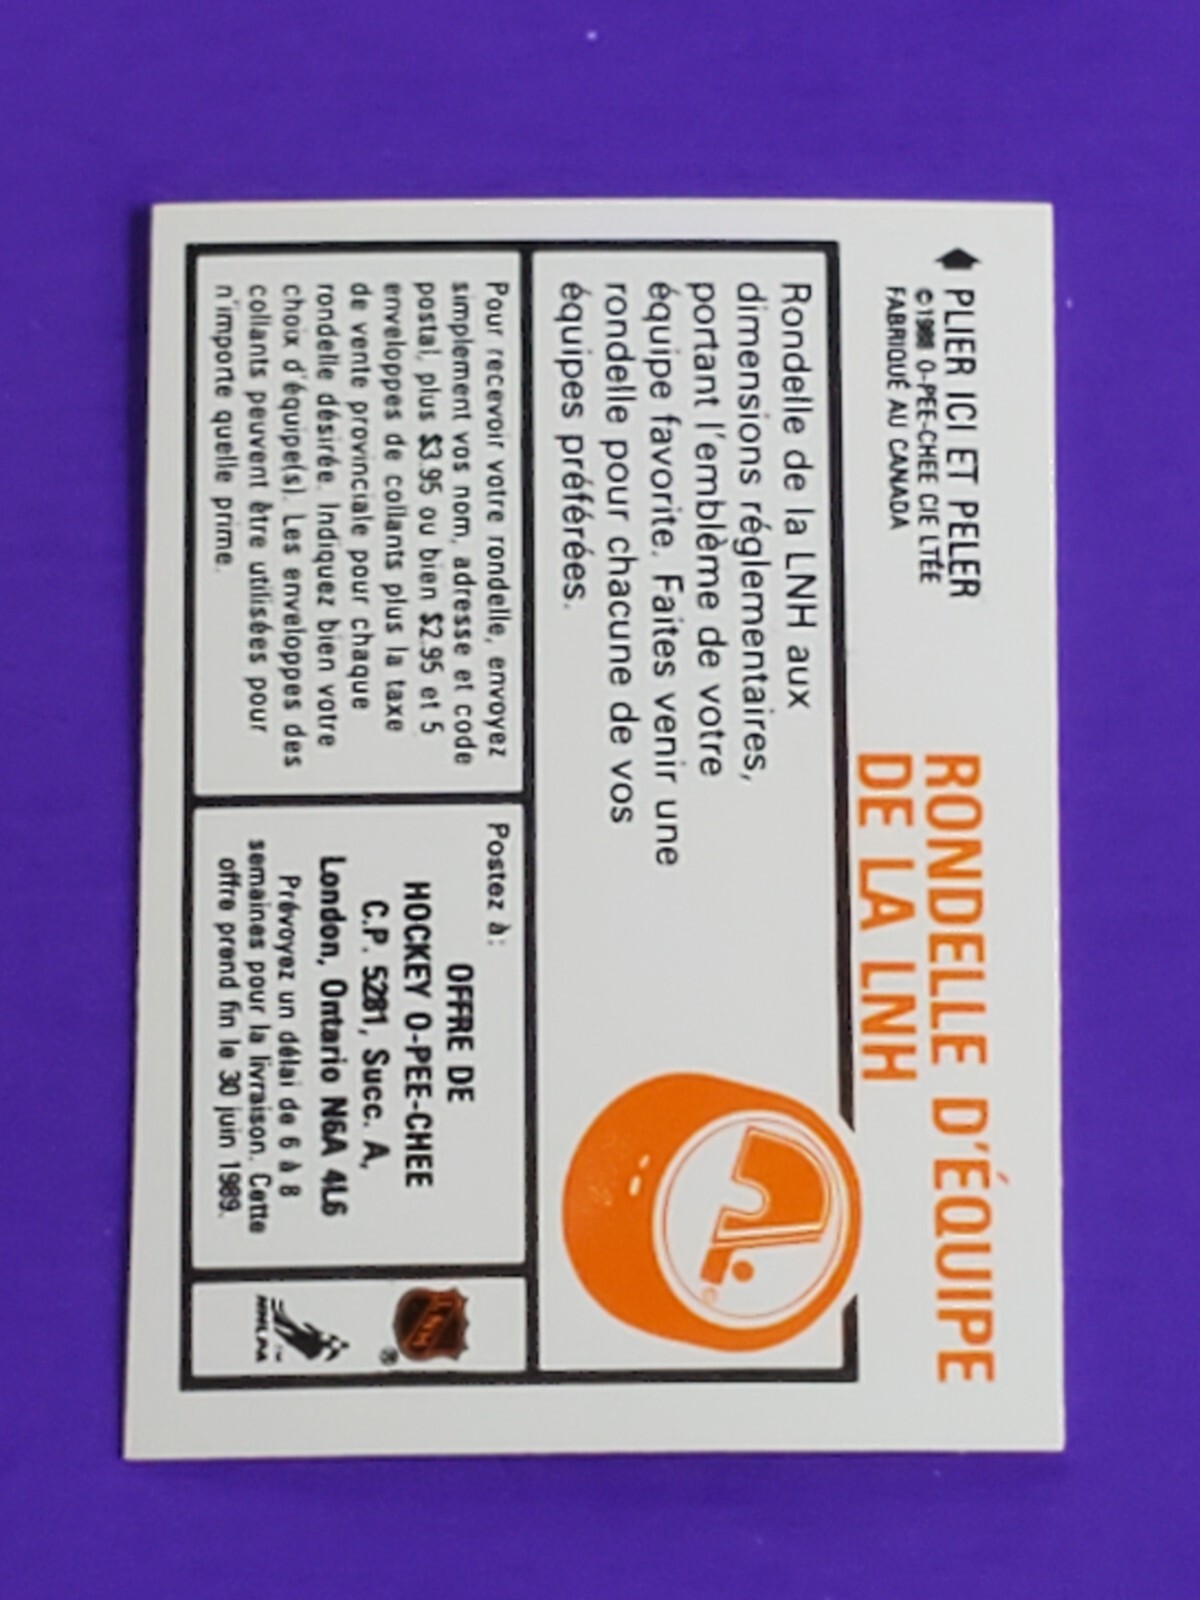 PLIER ICI ET PELER
©1988 O-PEE-CHEE CIE LTÉE
FABRIQUÉ AU CANADA
RONDELLE D'ÉQUIPE
DE LA LNH
Rondelle de la LNH aux
dimensions réglementaires,
portant l'emblème de votre
équipe favorite. Faites venir une
rondelle pour chacune de vos
équipes préférées.
Pour recevoir votre rondelle, envoyez
simplement vos nom, adresse et code
postal, plus $3.95 ou bien $2.95 et 5
enveloppes de collants plus la taxe
de vente provinciale pour chaque
rondelle désirée. Indiquez bien votre
choix d'équipe(s). Les enveloppes des
collants peuvent être utilisées pour
n'importe quelle prime.
Postez à:
OFFRE DE
HOCKEY O-PEE-CHEE
C.P. 5281, Succ. A,
London, Ontario N6A 4L6
Prévoyez un délai de 6 à 8
semaines pour la livraison. Cette
offre prend fin le 30 juin 1989.
®
NHLPA
™